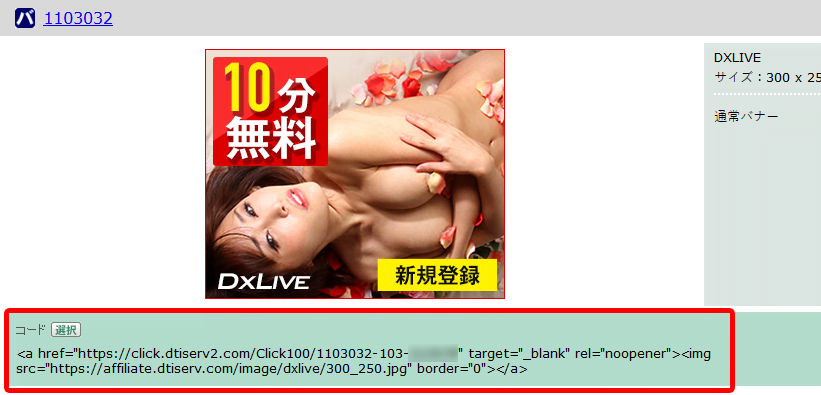 パ 1103032
10分
無料
DXLIVE
新規登録
DXLIVE
サイズ：300 x 25
通常バナー
コード 選択
<a href="https://click.dtiserv2.com/Click100/1103032-103-" target="_blank" rel="noopener"><img
src="https://affiliate.dtiserv.com/image/dxlive/300_250.jpg" border="0"></a>